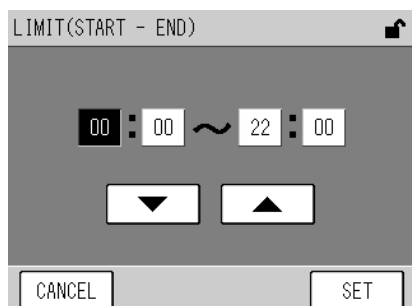 LIMIT(START - END)
00 : 00 ～ 22 : 00
CANCEL SET